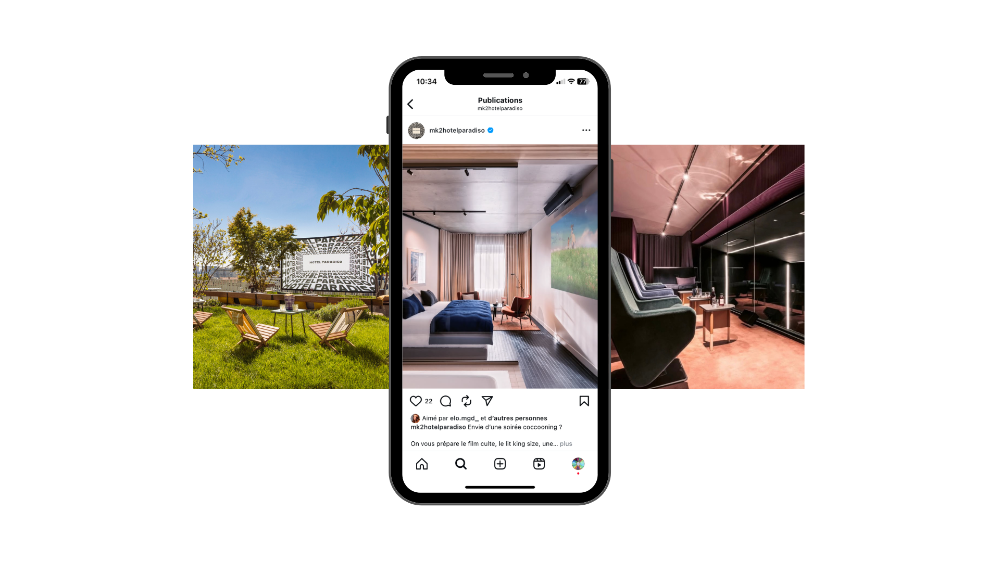 10:34
77
Publications
mk2hotelparadiso
mk2hotelparadiso
HOTEL PARADISO
HOTELPARADISO
22
Aimé par elo.mgd_ et d'autres personnes
mk2hotelparadiso Envie d'une soirée coccooning ?
On vous prépare le film culte, le lit king size, une... plus